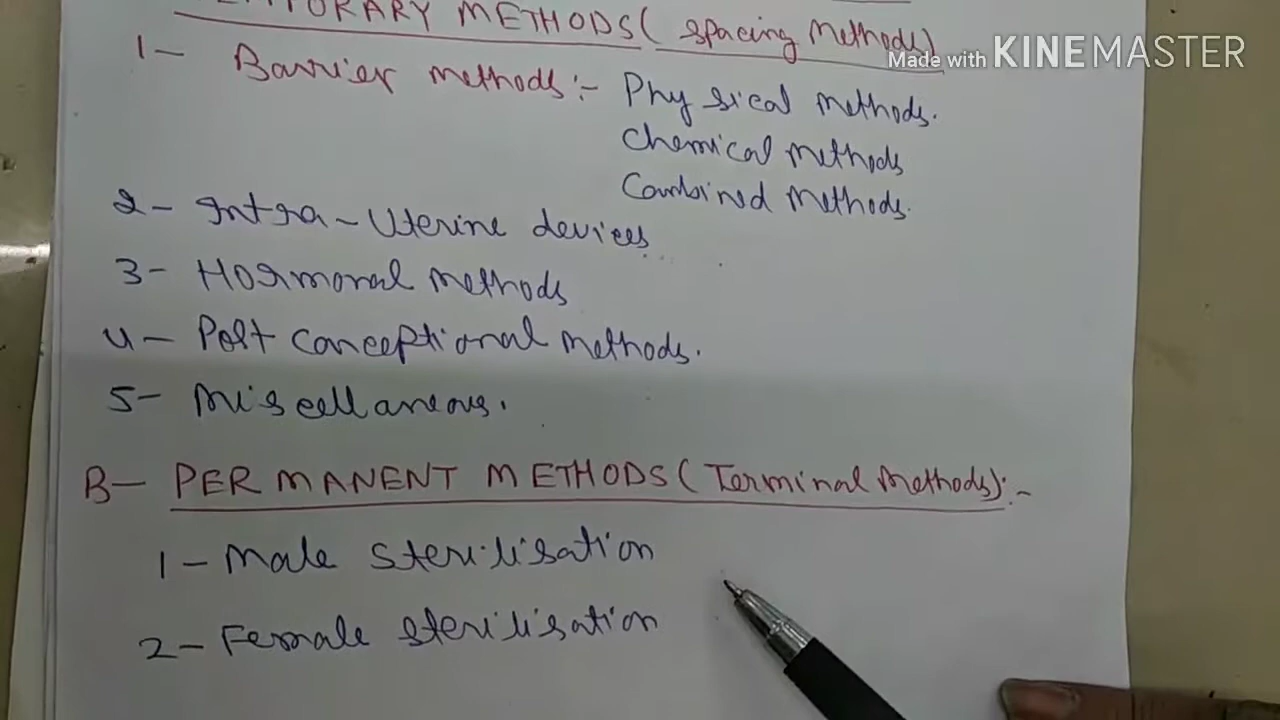 METHODS (spacing Methods)
Made with KINEMASTER
1- Barrier methods:- Physical methods.
Chemical methods
Combined methods.
2- Intra-Uterine devices
3- Hormonal methods
4- Post conceptional methods.
5- Miscellaneous.
B- PERMANENT METHODS (Terminal Methods):-
1- Male sterilisation
2- Female sterilisation